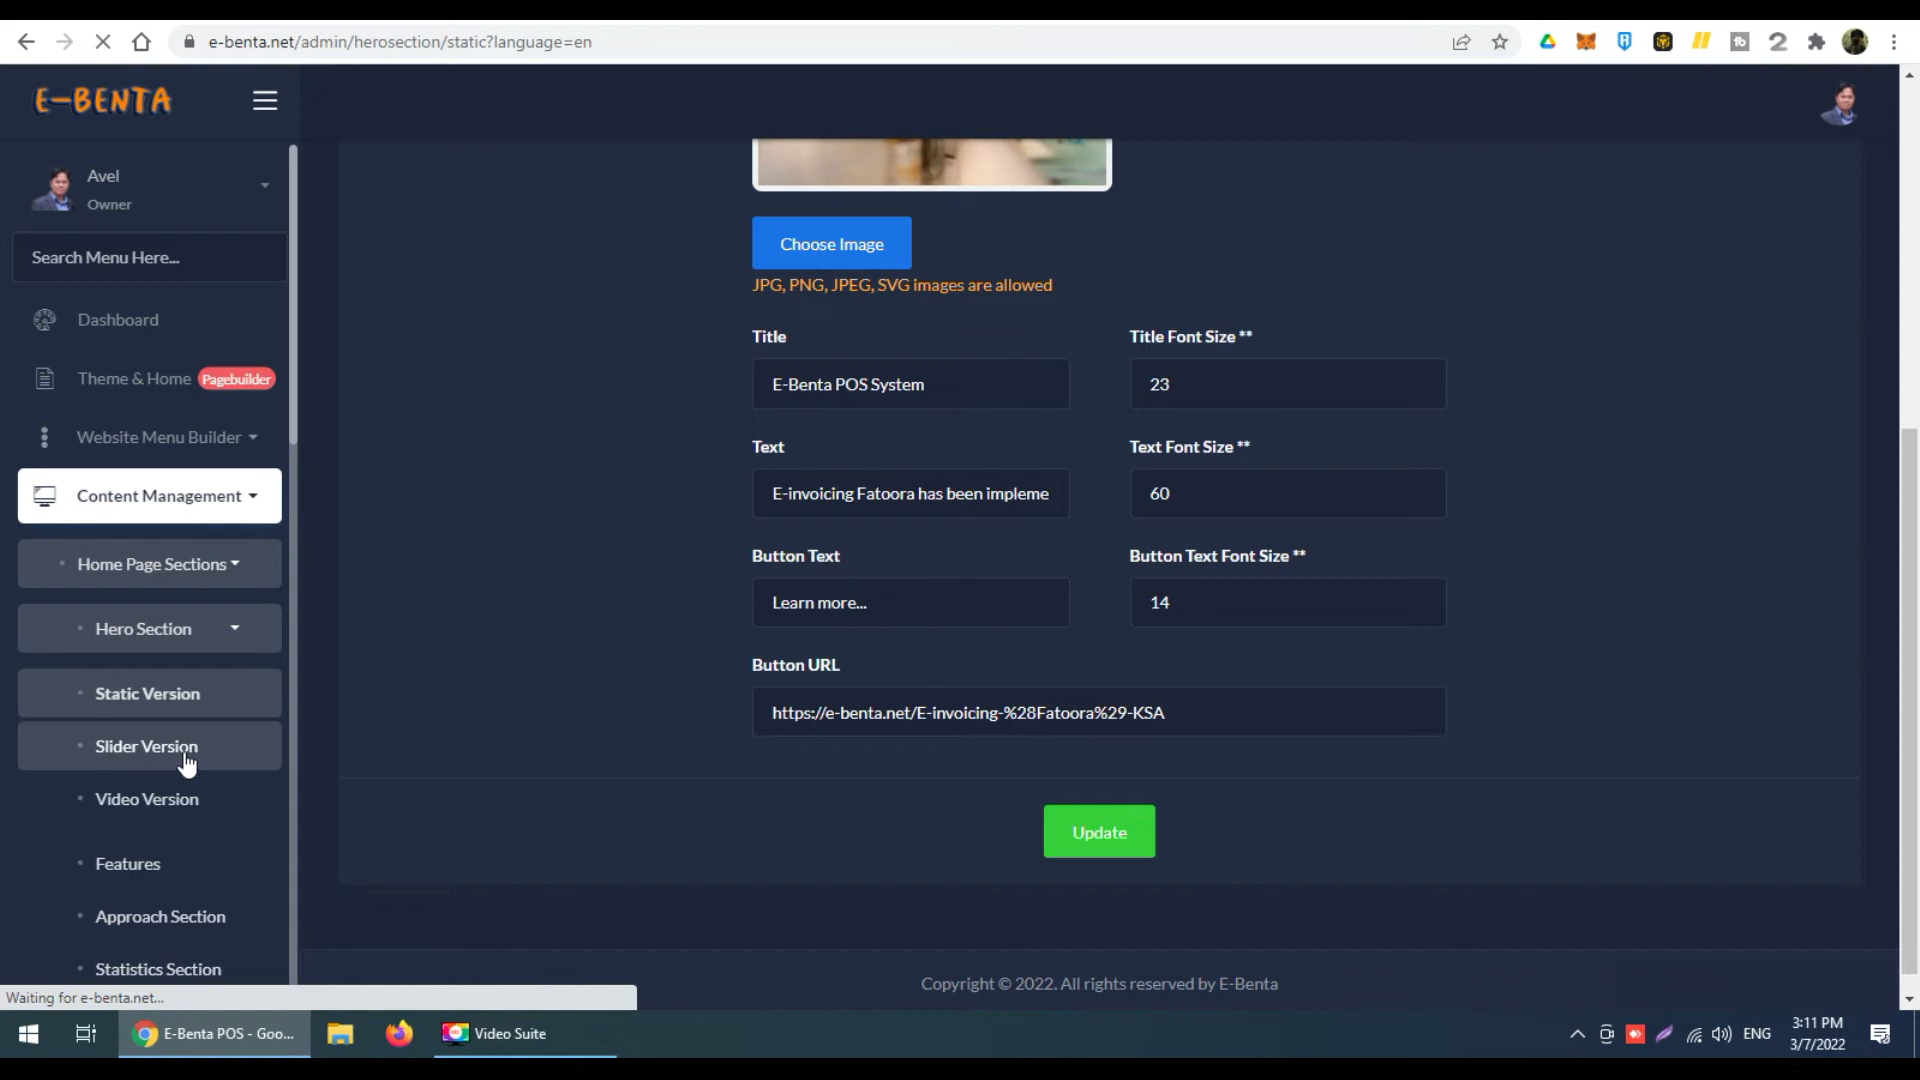 e-benta.net/admin/herosection/static?language=en
E-BENTA
Avel
Owner
Search Menu Here...
Dashboard
Theme & Home Pagebuilder
Website Menu Builder
Content Management
Home Page Sections
Hero Section
Static Version
Slider Version
Video Version
Features
Approach Section
Statistics Section
Choose Image
JPG, PNG, JPEG, SVG images are allowed
Title
Title Font Size **
E-Benta POS System
23
Text
Text Font Size **
E-invoicing Fatoora has been impleme
60
Button Text
Button Text Font Size **
Learn more...
14
Button URL
https://e-benta.net/E-invoicing-%28Fatoora%29-KSA
Update
Copyright © 2022. All rights reserved by E-Benta
Waiting for e-benta.net...
E-Benta POS - Goo...
Video Suite
ENG
3:11 PM
3/7/2022